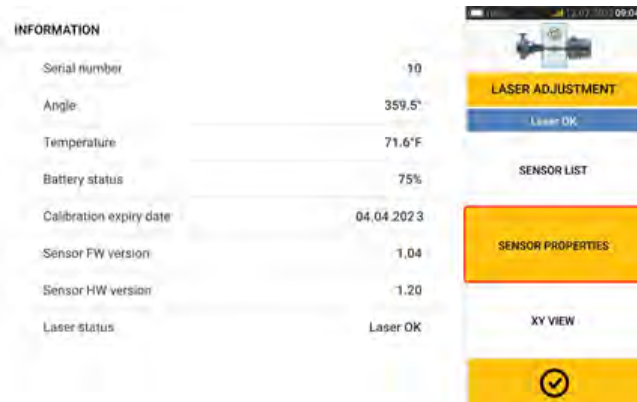 09:04
INFORMATION
Serial number 10
Angle 359.5°
Temperature 71.6°F
Battery status 75%
Calibration expiry date 04.04.2023
Sensor FW version 1.04
Sensor HW version 1.20
Laser status Laser OK
LASER ADJUSTMENT
Laser OK
SENSOR LIST
SENSOR PROPERTIES
XY VIEW